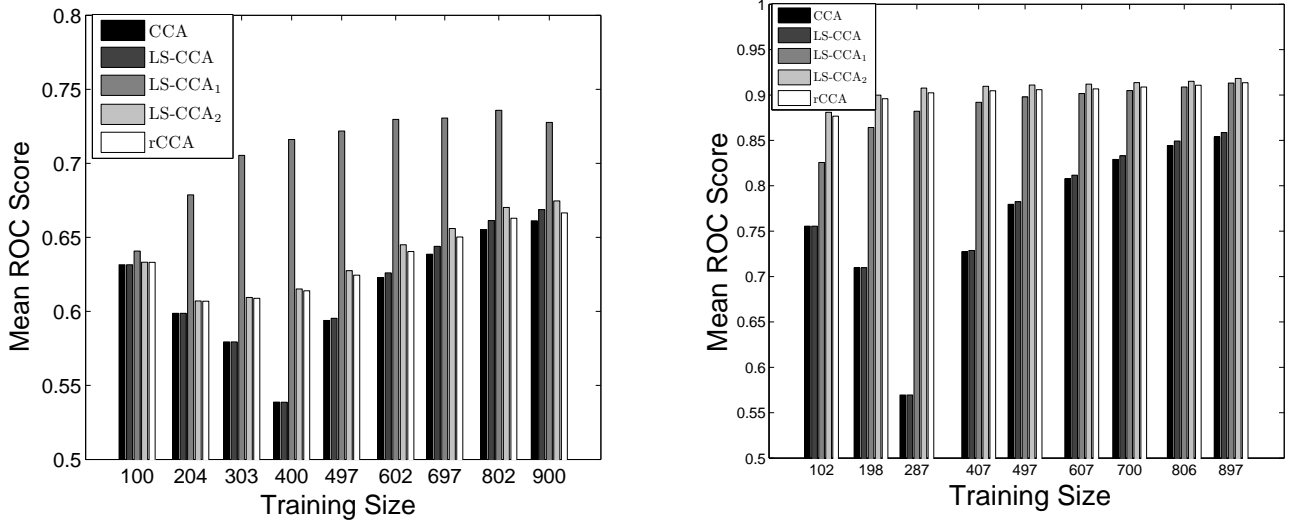 0.8
0.75
0.7
0.65
0.6
0.55
0.5
Mean ROC Score
CCA
LS-CCA
LS-CCA₁
LS-CCA₂
rCCA
100 204 303 400 497 602 697 802 900
Training Size
1
0.95
0.9
0.85
0.8
0.75
0.7
0.65
0.6
0.55
0.5
Mean ROC Score
CCA
LS-CCA
LS-CCA₁
LS-CCA₂
rCCA
102 198 287 407 497 607 700 806 897
Training Size